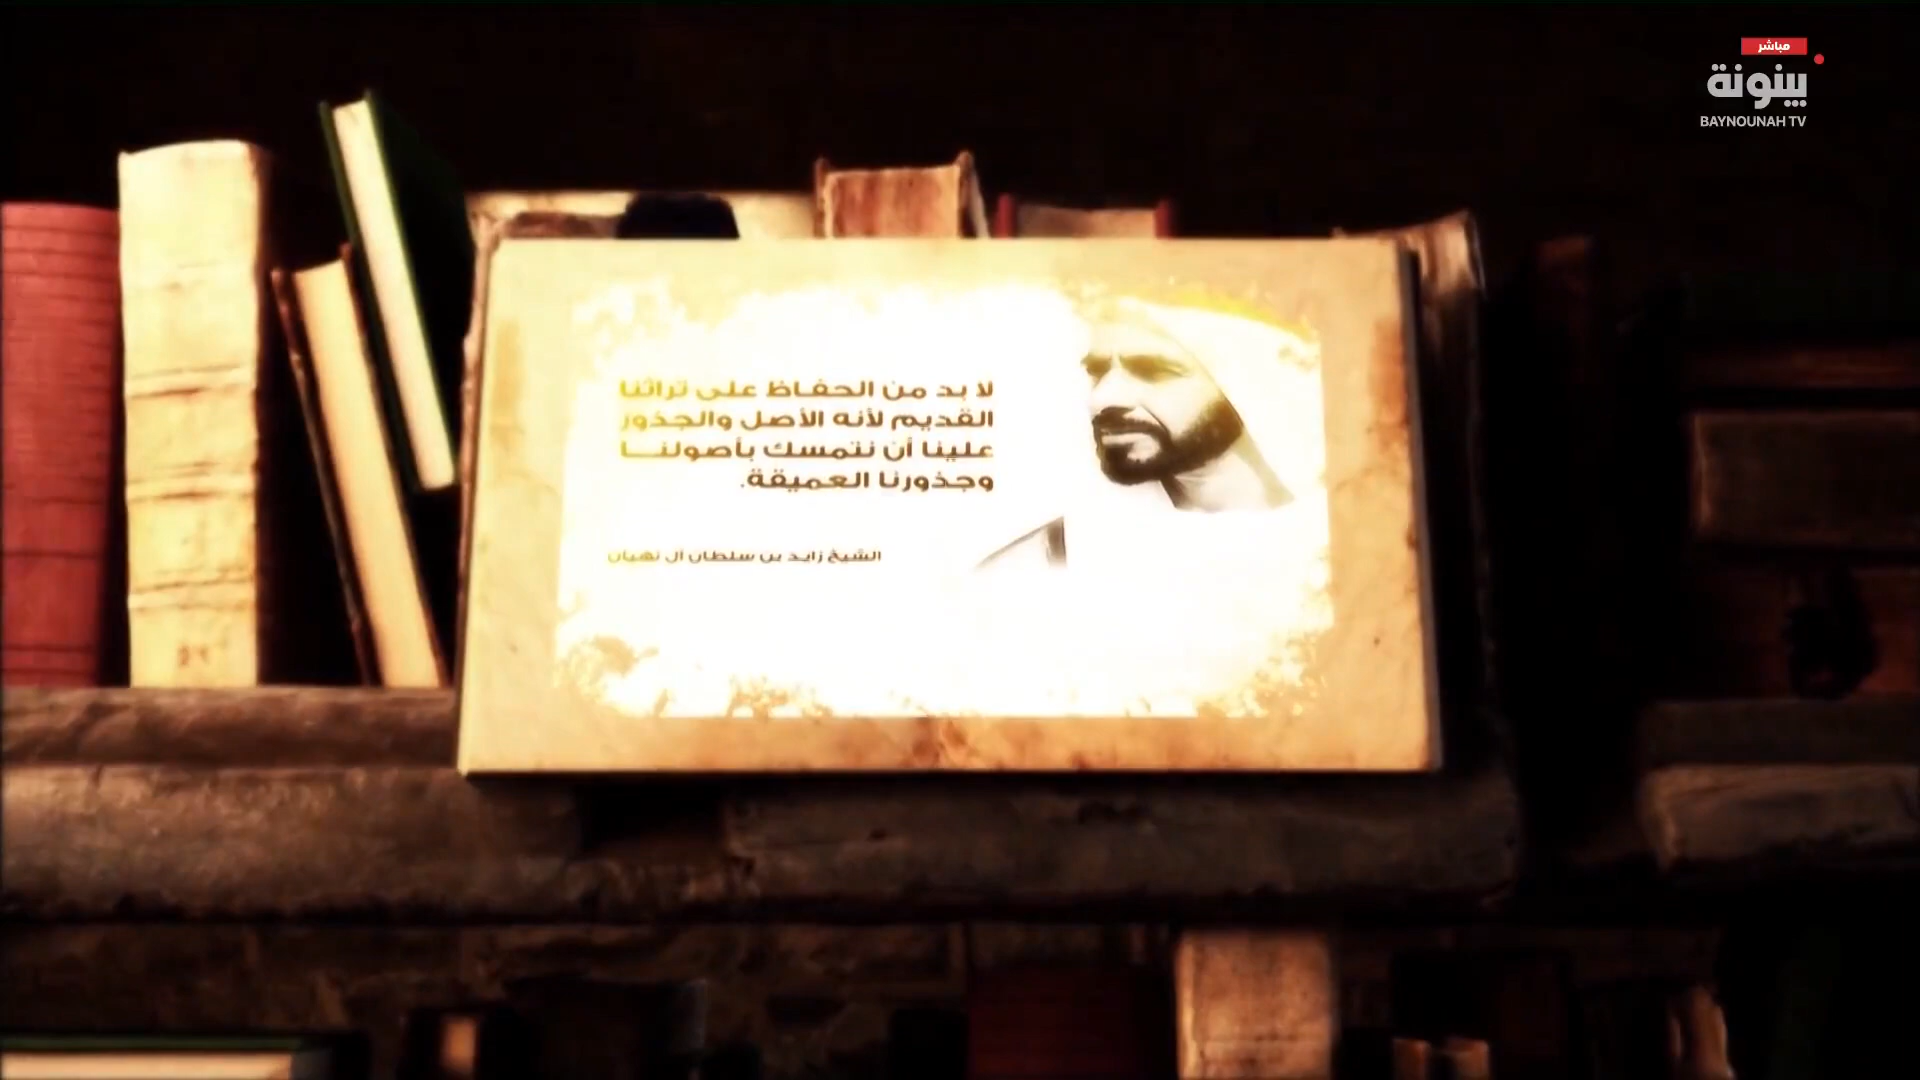 مباشر
بينونة
BAYNOUNAH TV
لا بد من الحفاظ على تراثنا
القديم لأنه الأصل والجذور
علينا أن نتمسك بأصولنـا
وجذورنا العميقة.
الشيخ زايد بن سلطان آل نهيان